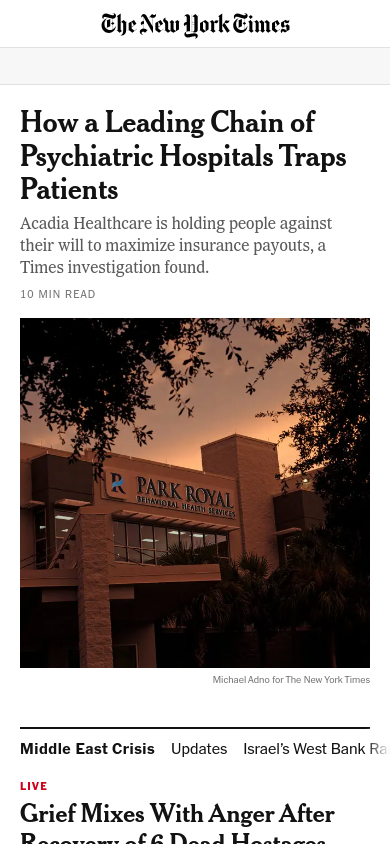 The New York Times
How a Leading Chain of
Psychiatric Hospitals Traps
Patients
Acadia Healthcare is holding people against
their will to maximize insurance payouts, a
Times investigation found.
10 MIN READ
PARK ROYAL
BEHAVIORAL HEALTH SERVICES
Michael Adno for The New York Times
Middle East Crisis Updates Israel's West Bank
LIVE
Grief Mixes With Anger After
Recovery of 6 Dead Hostages